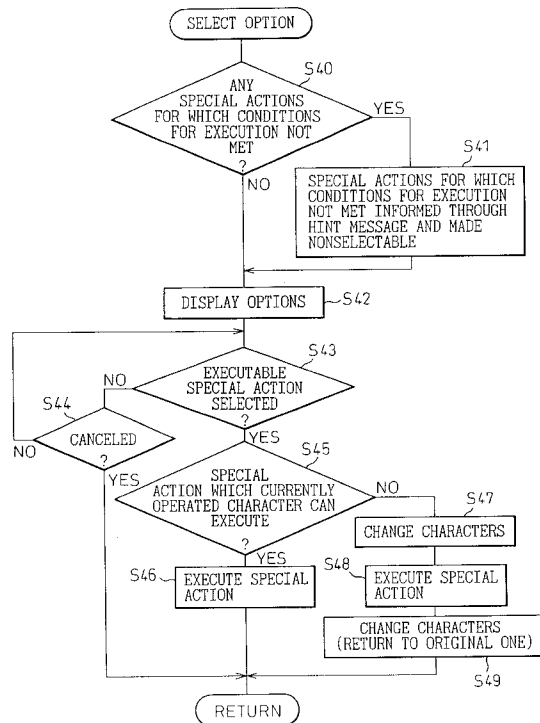 SELECT OPTION
S40
ANY
SPECIAL ACTIONS
FOR WHICH CONDITIONS
FOR EXECUTION NOT
MET
?
YES
NO
S41
SPECIAL ACTIONS FOR WHICH
CONDITIONS FOR EXECUTION
NOT MET INFORMED THROUGH
HINT MESSAGE AND MADE
NONSELECTABLE
DISPLAY OPTIONS
S42
S43
EXECUTABLE
SPECIAL ACTION
SELECTED
?
NO
YES
S44
CANCELED
?
NO
YES
S45
SPECIAL
ACTION WHICH CURRENTLY
OPERATED CHARACTER CAN
EXECUTE
?
NO
YES
S46
EXECUTE SPECIAL
ACTION
S47
CHANGE CHARACTERS
S48
EXECUTE SPECIAL
ACTION
CHANGE CHARACTERS
(RETURN TO ORIGINAL ONE)
S49
RETURN